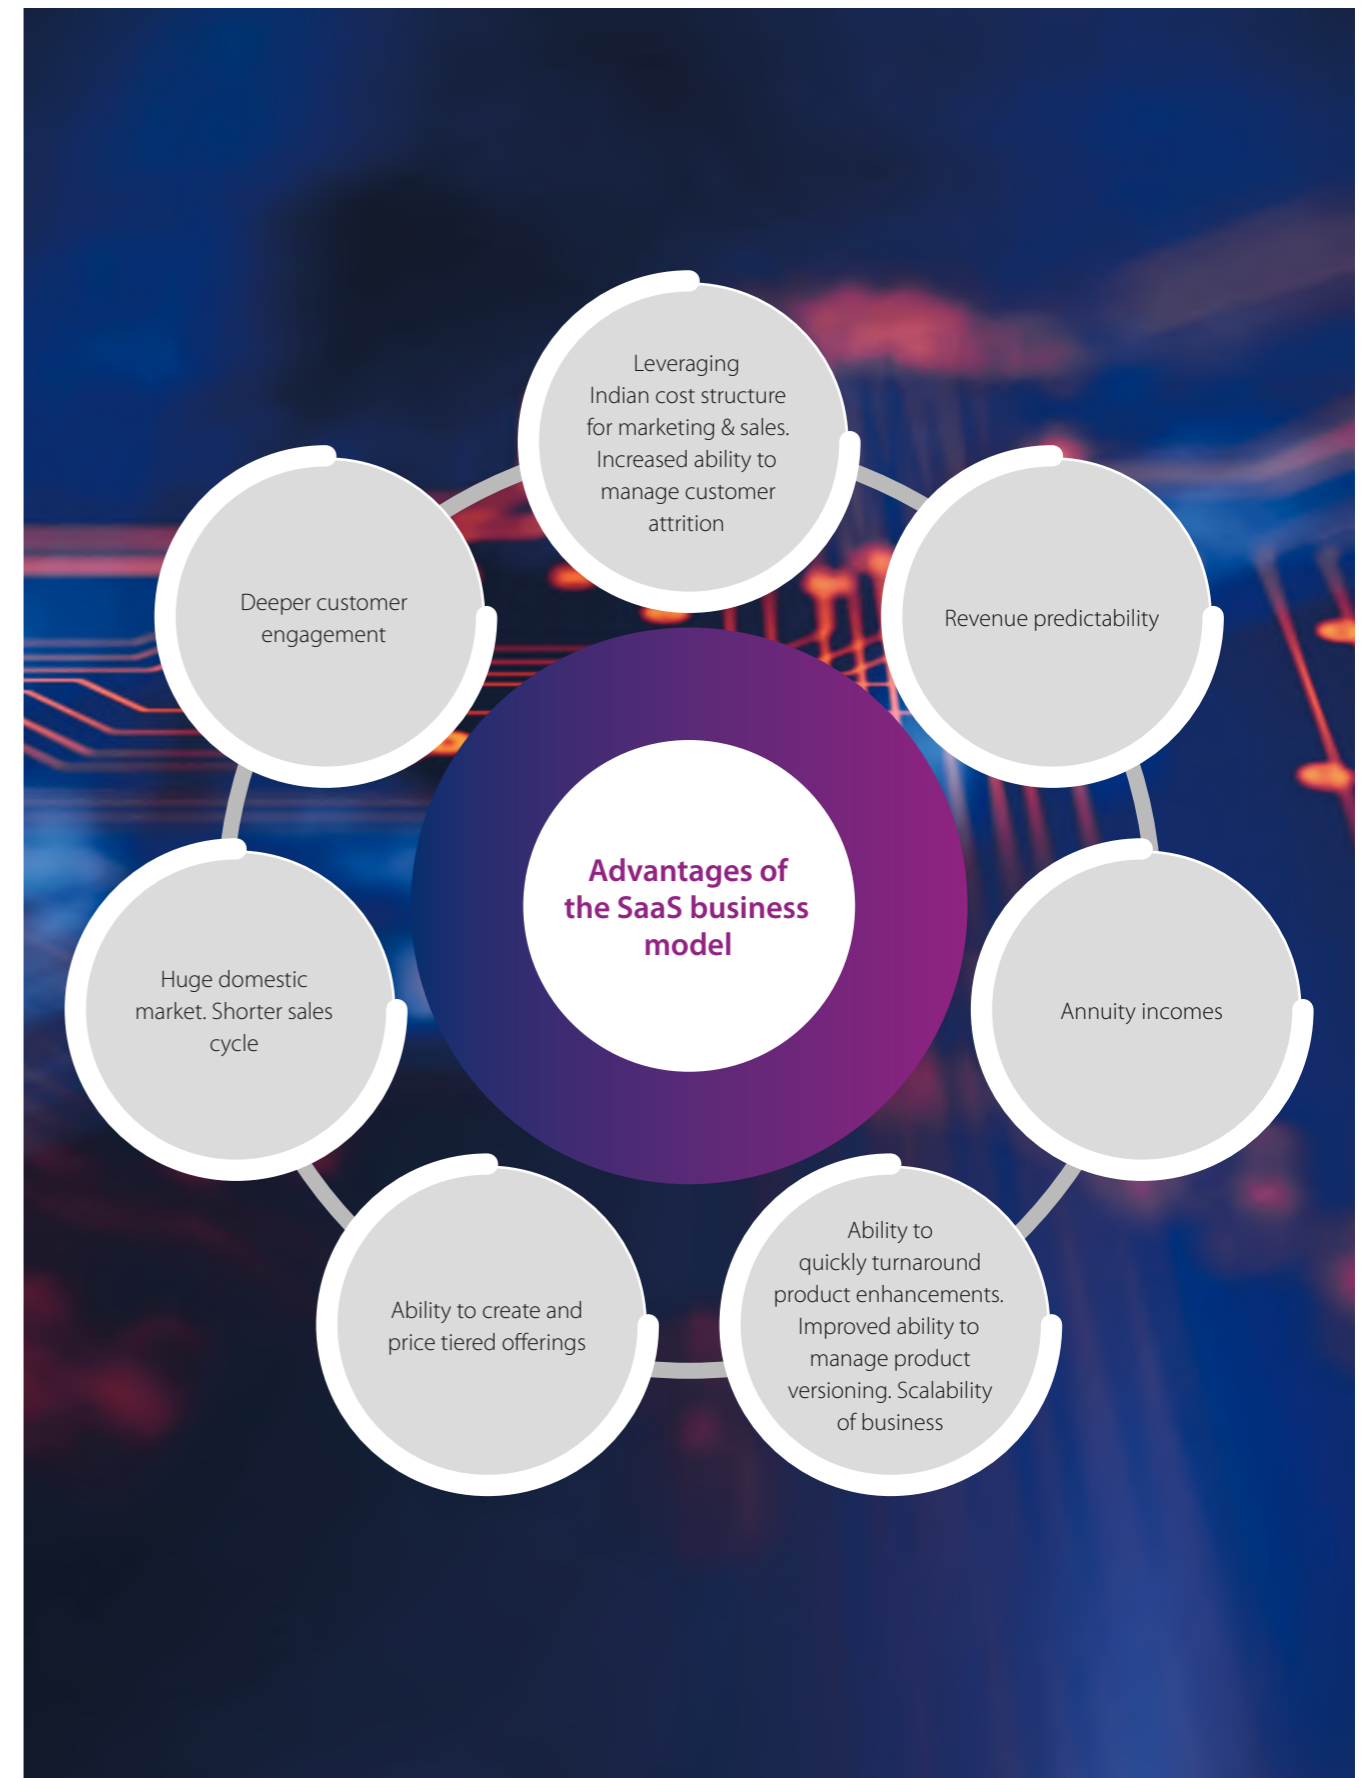 Leveraging
Indian cost structure
for marketing & sales.
Increased ability to
manage customer
attrition
Deeper customer
engagement
Revenue predictability
Advantages of
the SaaS business
model
Huge domestic
market. Shorter sales
cycle
Annuity incomes
Ability to create and
price tiered offerings
Ability to
quickly turnaround
product enhancements.
Improved ability to
manage product
versioning. Scalability
of business